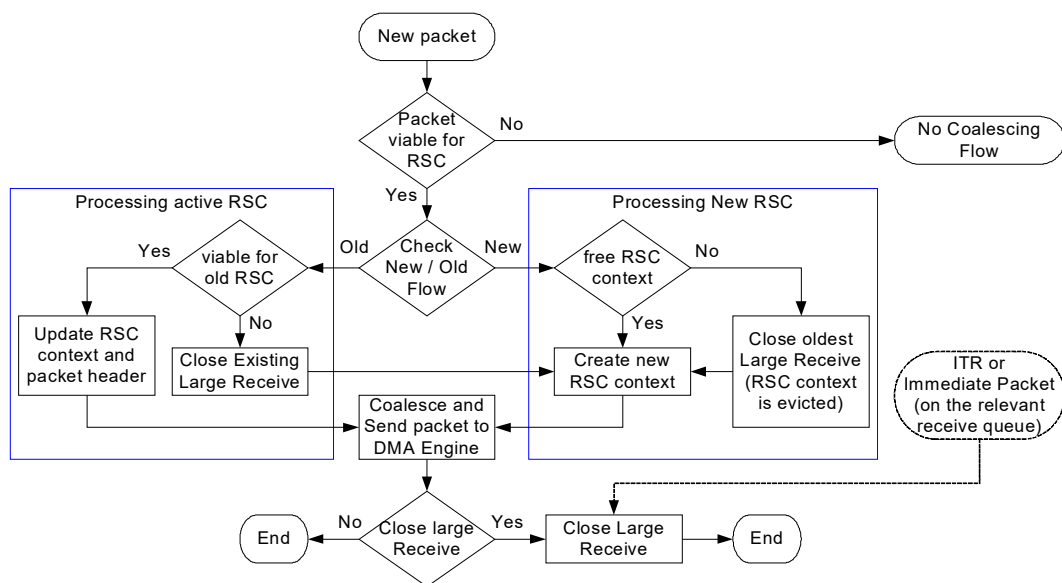 New packet
Packet
viable for
RSC
No
No Coalescing
Flow
Yes
Processing active RSC
Processing New RSC
Yes
viable for
old RSC
Old
Check
New / Old
Flow
New
free RSC
context
No
No
Yes
Update RSC
context and
packet header
Close Existing
Large Receive
Create new
RSC context
Close oldest
Large Receive
(RSC context
is evicted)
ITR or
Immediate Packet
(on the relevant
receive queue)
Coalesce and
Send packet to
DMA Engine
End
No
Close large
Receive
Yes
Close Large
Receive
End